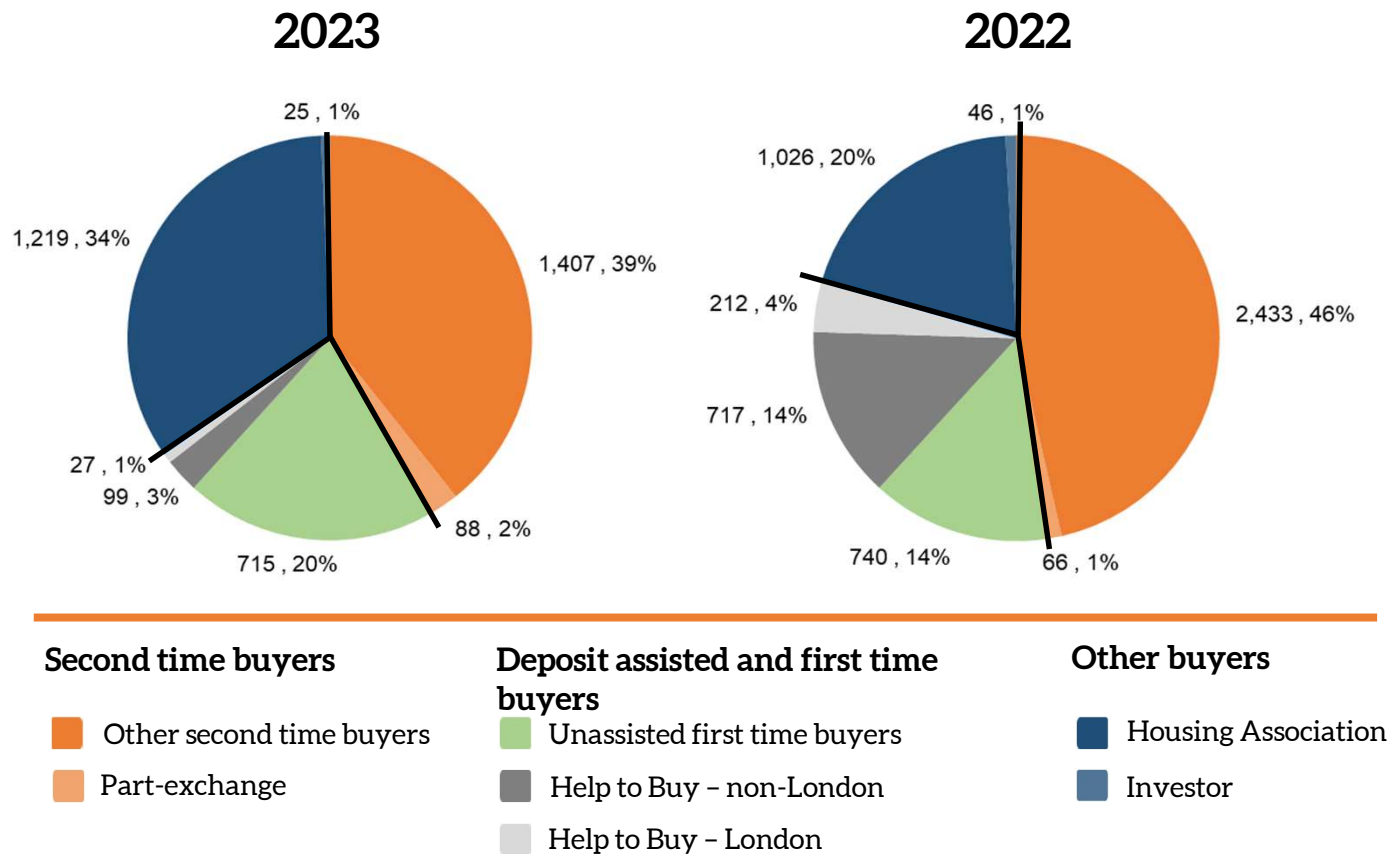 2023
25 , 1%
1,219 , 34%
1,407 , 39%
27 , 1%
99 , 3%
88 , 2%
715 , 20%
2022
46 , 1%
1,026 , 20%
212 , 4%
2,433 , 46%
717 , 14%
740 , 14%
66 , 1%
Second time buyers
Other second time buyers
Part-exchange
Deposit assisted and first time
buyers
Unassisted first time buyers
Help to Buy – non-London
Help to Buy – London
Other buyers
Housing Association
Investor